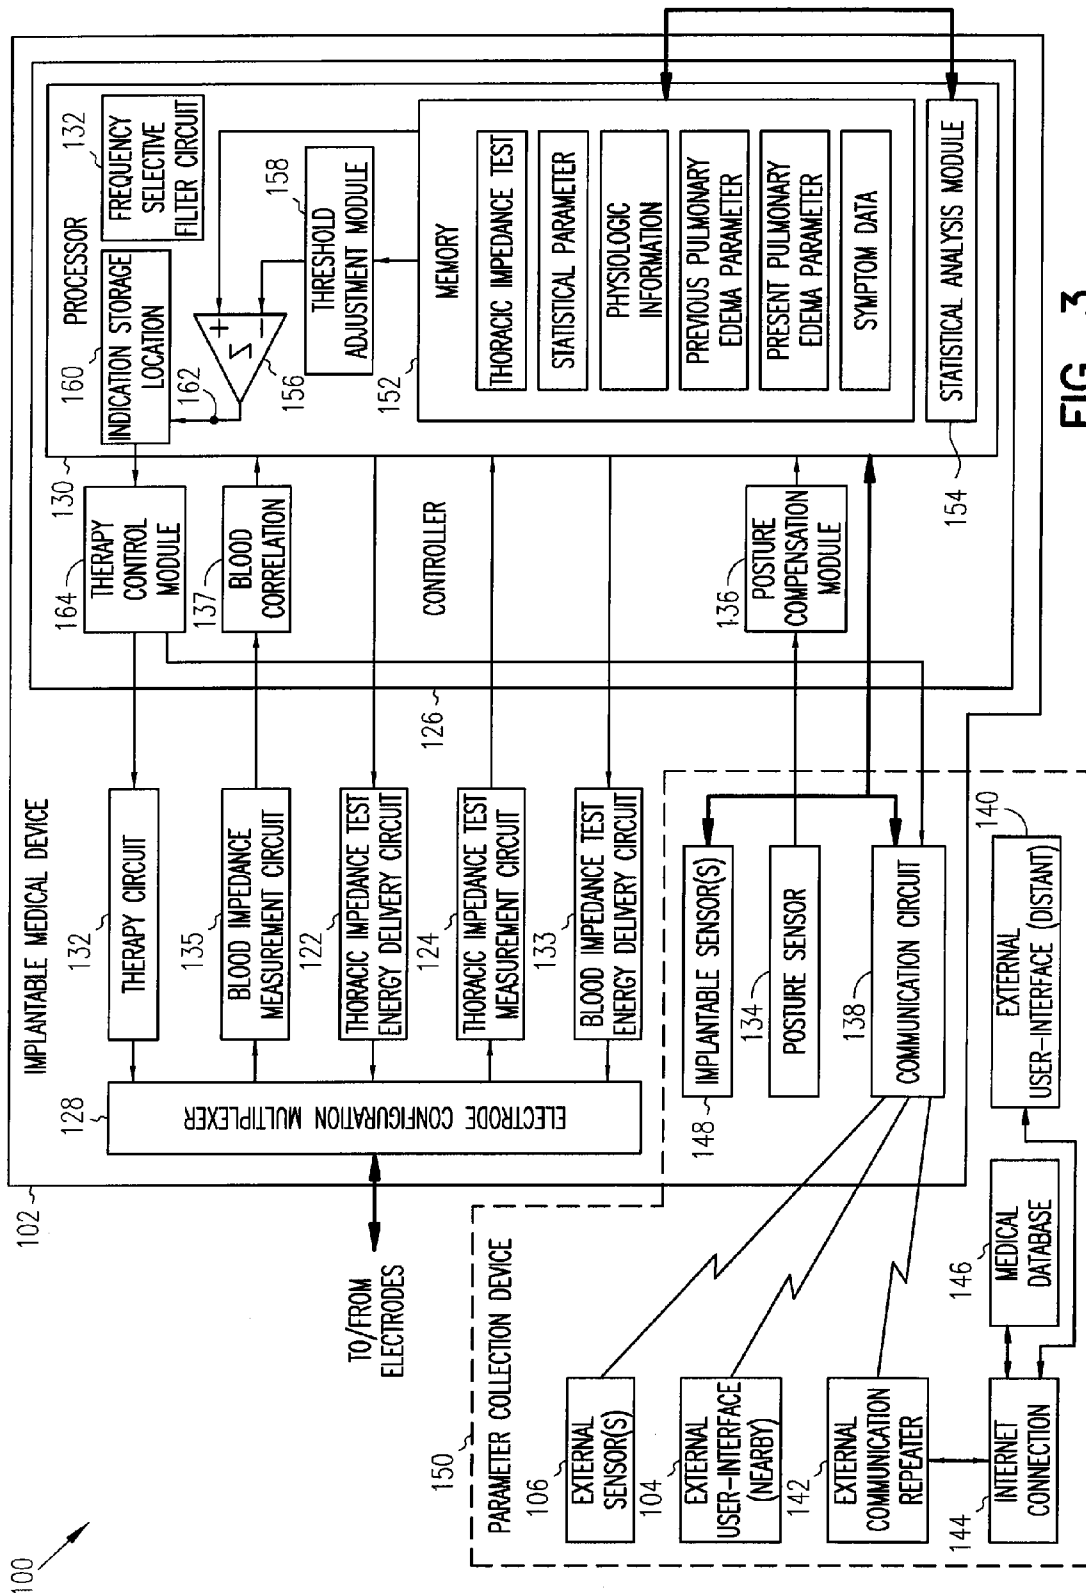 100
102
IMPLANTABLE MEDICAL DEVICE
TO/FROM
ELECTRODES
128
ELECTRODE CONFIGURATION MULTIPLEXER
132
THERAPY CIRCUIT
135
BLOOD IMPEDANCE
MEASUREMENT CIRCUIT
122
THORACIC IMPEDANCE TEST
ENERGY DELIVERY CIRCUIT
124
THORACIC IMPEDANCE TEST
MEASUREMENT CIRCUIT
133
BLOOD IMPEDANCE TEST
ENERGY DELIVERY CIRCUIT
126
CONTROLLER
164
THERAPY
CONTROL
MODULE
137
BLOOD
CORRELATION
136
POSTURE
COMPENSATION
MODULE
130
PROCESSOR
160
INDICATION STORAGE
LOCATION
132
FREQUENCY
SELECTIVE
FILTER CIRCUIT
162
156
+
−
158
THRESHOLD
ADJUSTMENT MODULE
152
MEMORY
THORACIC IMPEDANCE TEST
STATISTICAL PARAMETER
PHYSIOLOGIC
INFORMATION
PREVIOUS PULMONARY
EDEMA PARAMETER
PRESENT PULMONARY
EDEMA PARAMETER
SYMPTOM DATA
154
STATISTICAL ANALYSIS MODULE
150
PARAMETER COLLECTION DEVICE
148
IMPLANTABLE SENSOR(S)
134
POSTURE SENSOR
138
COMMUNICATION CIRCUIT
106
EXTERNAL
SENSOR(S)
104
EXTERNAL
USER-INTERFACE
(NEARBY)
142
EXTERNAL
COMMUNICATION
REPEATER
144
INTERNET
CONNECTION
146
MEDICAL
DATABASE
140
EXTERNAL
USER-INTERFACE (DISTANT)
FIG. 3